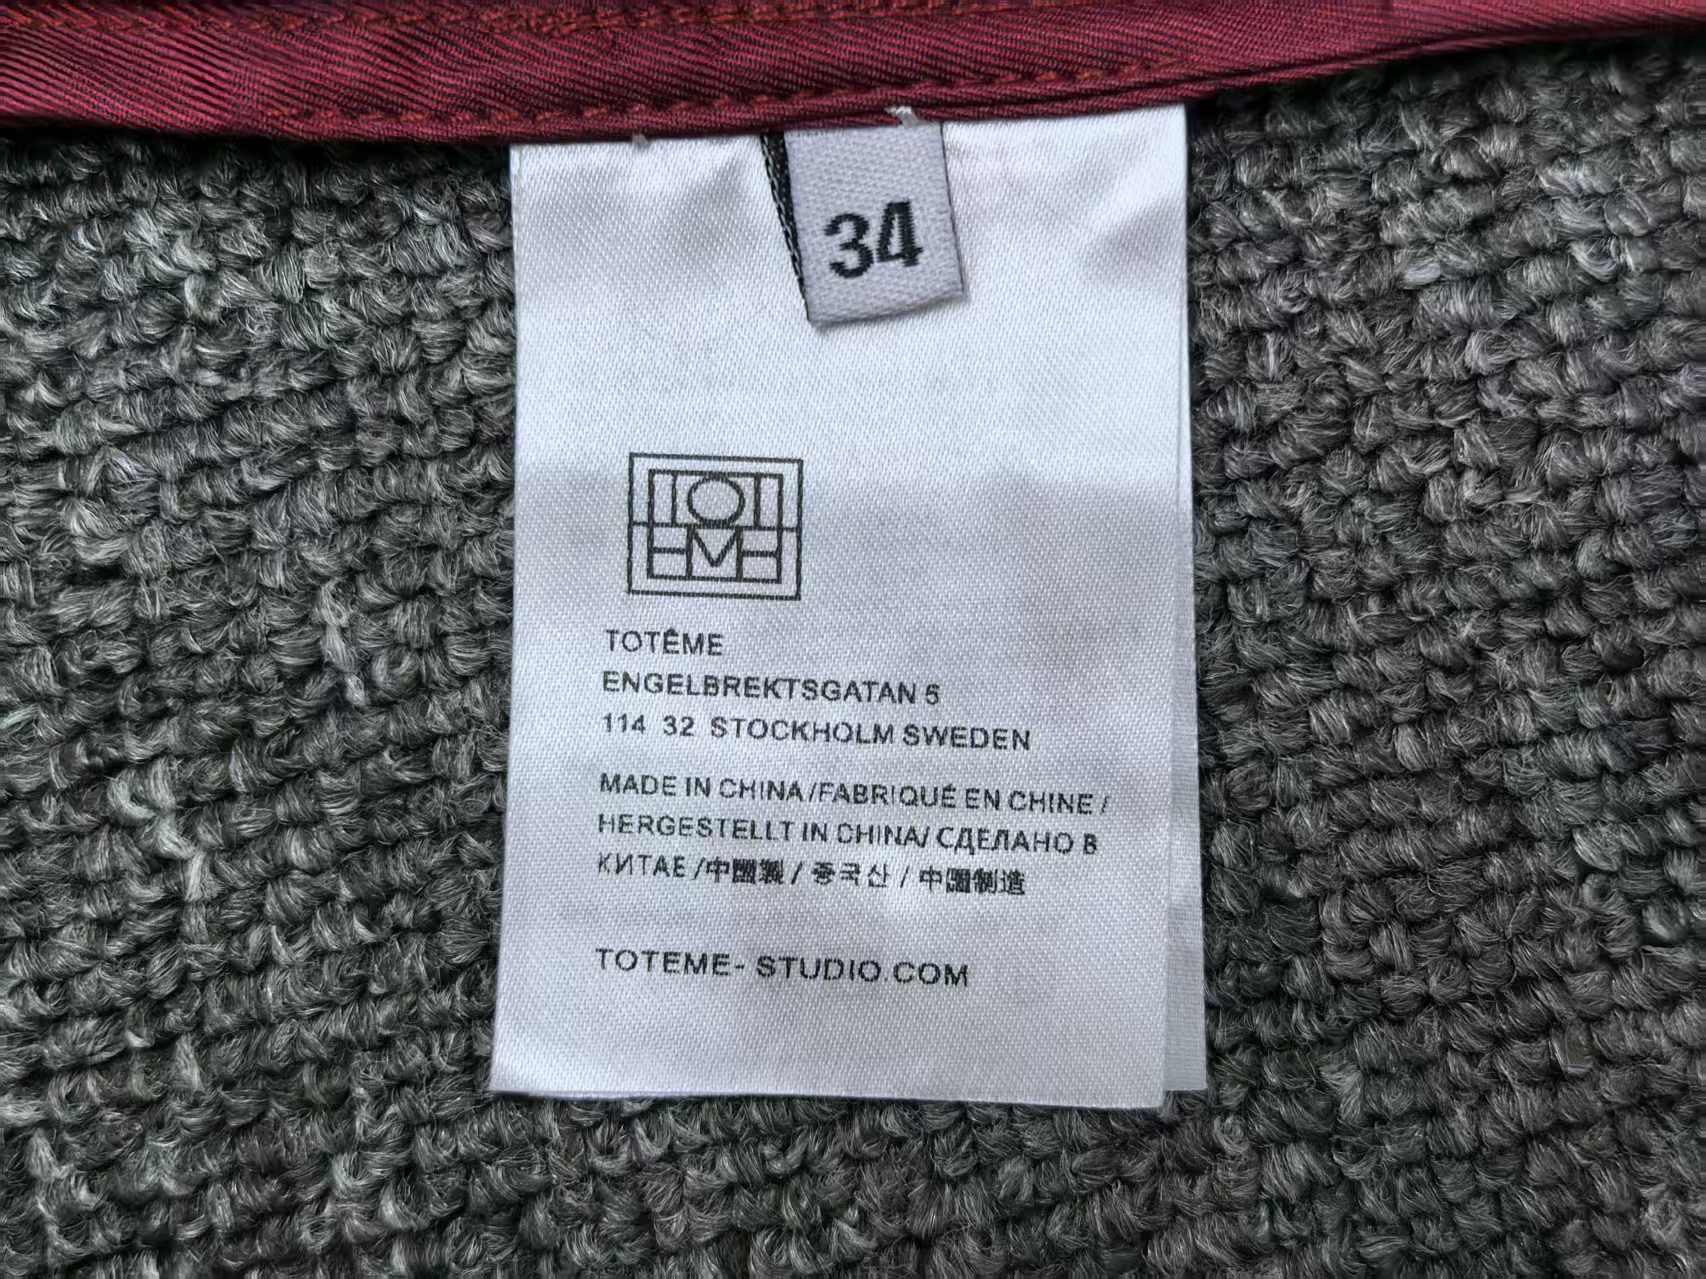 34
TOTEME
TOTÊME
ENGELBREKTSGATAN 5
114 32 STOCKHOLM SWEDEN
MADE IN CHINA/FABRIQUÉ EN CHINE /
HERGESTELLT IN CHINA/ СДЕЛАНО В
КИТАЕ /中國製 / 중국산 / 中國制造
TOTEME- STUDIO.COM